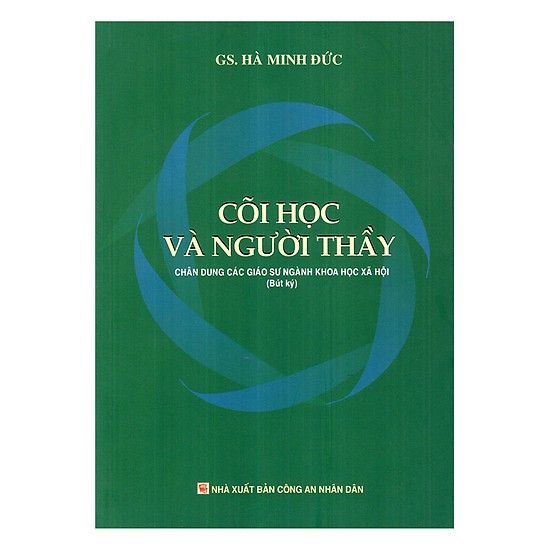 GS. HÀ MINH ĐỨC
CÕI HỌC
VÀ NGƯỜI THẦY
CHÂN DUNG CÁC GIÁO SƯ NGÀNH KHOA HỌC XÃ HỘI
(Bút ký)
NHÀ XUẤT BẢN CÔNG AN NHÂN DÂN